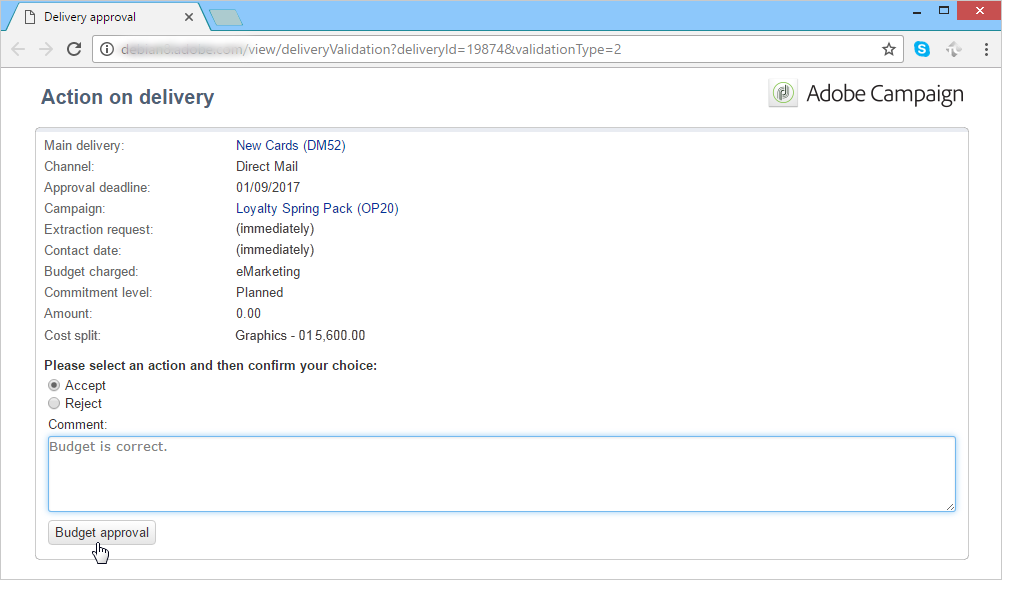 Delivery approval
/view/deliveryValidation?deliveryId=19874&validationType=2
Action on delivery
Adobe Campaign
Main delivery: New Cards (DM52)
Channel: Direct Mail
Approval deadline: 01/09/2017
Campaign: Loyalty Spring Pack (OP20)
Extraction request: (immediately)
Contact date: (immediately)
Budget charged: eMarketing
Commitment level: Planned
Amount: 0.00
Cost split: Graphics - 015,600.00
Please select an action and then confirm your choice:
Accept
Reject
Comment:
Budget is correct.
Budget approval